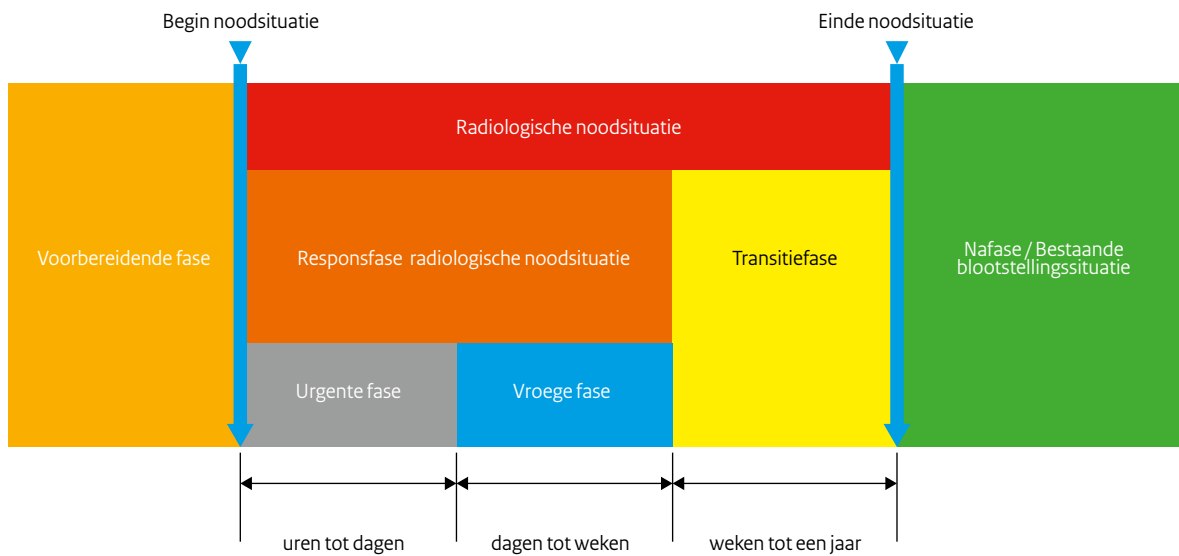 Begin noodsituatie
Einde noodsituatie
Radiologische noodsituatie
Voorbereidende fase
Responsfase radiologische noodsituatie
Transitiefase
Nafase / Bestaande
blootstellingssituatie
Urgente fase
Vroege fase
uren tot dagen
dagen tot weken
weken tot een jaar